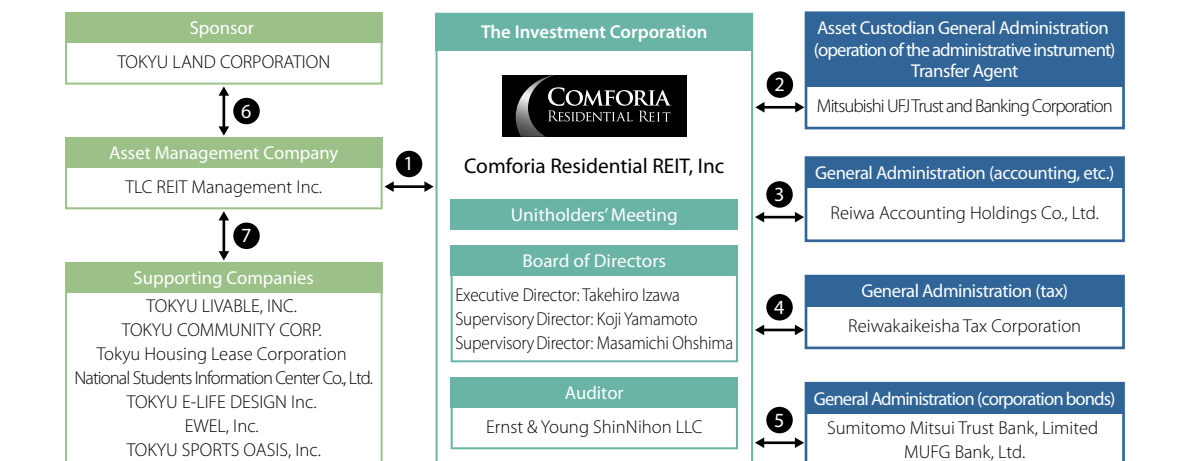 Sponsor
TOKYU LAND CORPORATION
6
Asset Management Company
TLC REIT Management Inc.
7
Supporting Companies
TOKYU LIVABLE, INC.
TOKYU COMMUNITY CORP.
Tokyu Housing Lease Corporation
National Students Information Center Co., Ltd.
TOKYU E-LIFE DESIGN Inc.
EWEL, Inc.
TOKYU SPORTS OASIS, Inc.
1
The Investment Corporation
COMFORIA
RESIDENTIAL REIT
Comforia Residential REIT, Inc
Unitholders' Meeting
Board of Directors
Executive Director: Takehiro Izawa
Supervisory Director: Koji Yamamoto
Supervisory Director: Masamichi Ohshima
Auditor
Ernst & Young ShinNihon LLC
2
Asset Custodian General Administration
(operation of the administrative instrument)
Transfer Agent
Mitsubishi UFJ Trust and Banking Corporation
3
General Administration (accounting, etc.)
Reiwa Accounting Holdings Co., Ltd.
4
General Administration (tax)
Reiwakaikeisha Tax Corporation
5
General Administration (corporation bonds)
Sumitomo Mitsui Trust Bank, Limited
MUFG Bank, Ltd.